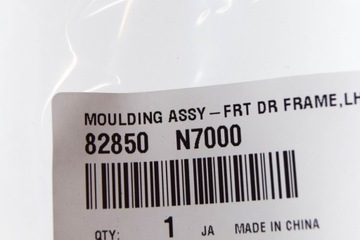 MOULDING ASSY-FRT DR FRAME,LH
82850 N7000
QTY: 1 JA MADE IN CHINA